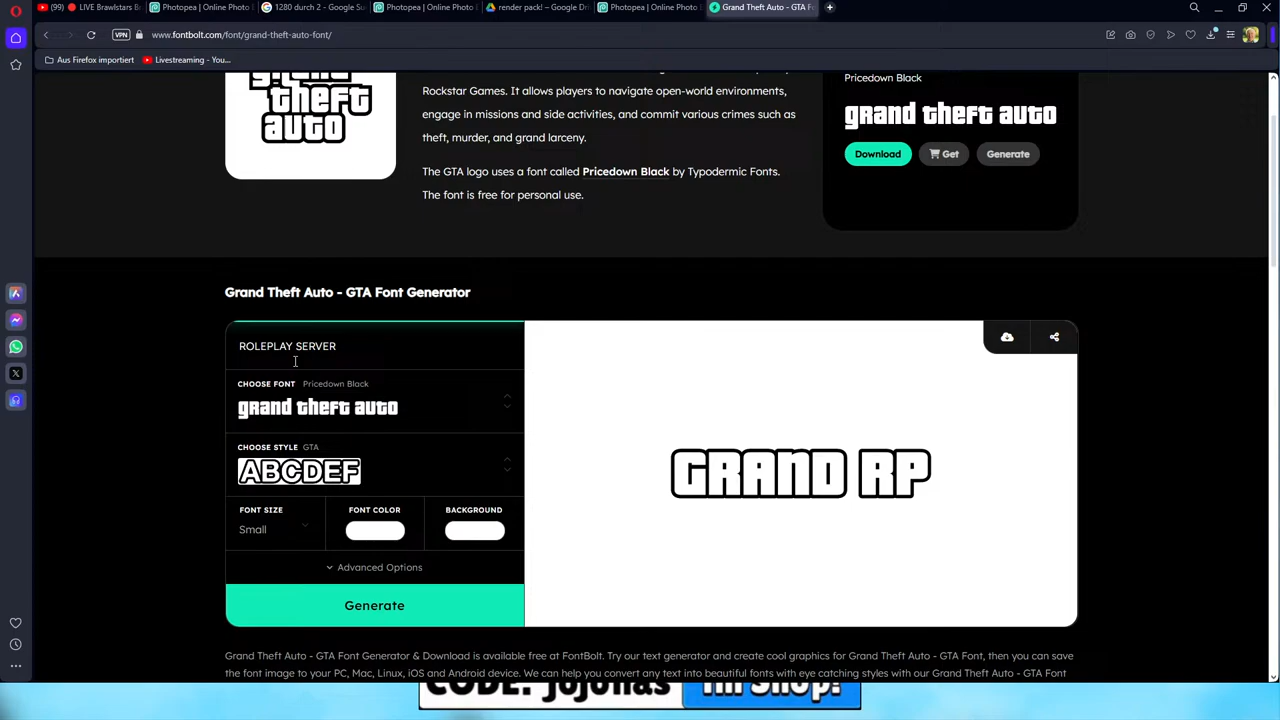 (99) LIVE Brawlstars B
Photopea | Online Photo
1280 durch 2 - Google Su
Photopea | Online Photo
render pack! – Google Dri
Photopea | Online Photo
Grand Theft Auto - GTA F
VPN
www.fontbolt.com/font/grand-theft-auto-font/
Aus Firefox importiert
Livestreaming - You...
grand
theft
auto
Rockstar Games. It allows players to navigate open-world environments,
engage in missions and side activities, and commit various crimes such as
theft, murder, and grand larceny.
The GTA logo uses a font called Pricedown Black by Typodermic Fonts.
The font is free for personal use.
Pricedown Black
grand theft auto
Download
Get
Generate
Grand Theft Auto - GTA Font Generator
ROLEPLAY SERVER
CHOOSE FONT Pricedown Black
grand theft auto
CHOOSE STYLE GTA
ABCDEF
FONT SIZE
Small
FONT COLOR
BACKGROUND
Advanced Options
Generate
GRAND RP
Grand Theft Auto - GTA Font Generator & Download is available free at FontBolt. Try our text generator and create cool graphics for Grand Theft Auto - GTA Font, then you can save
the font image to your PC, Mac, Linux, iOS and Android device. We can help you convert any text into beautiful fonts with eye catching styles with our Grand Theft Auto - GTA Font
CODE: jojonas
im Shop!